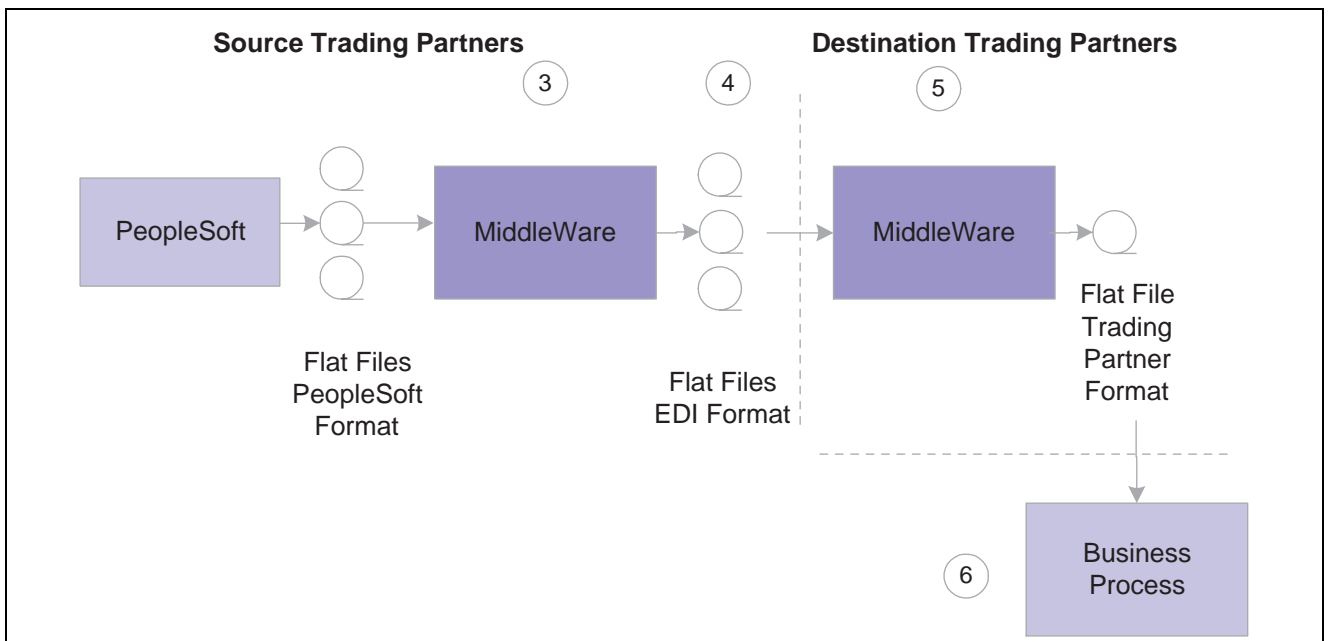 Source Trading Partners
Destination Trading Partners
3
4
5
PeopleSoft
MiddleWare
MiddleWare
Flat Files
PeopleSoft
Format
Flat Files
EDI Format
Flat File
Trading
Partner
Format
6
Business
Process